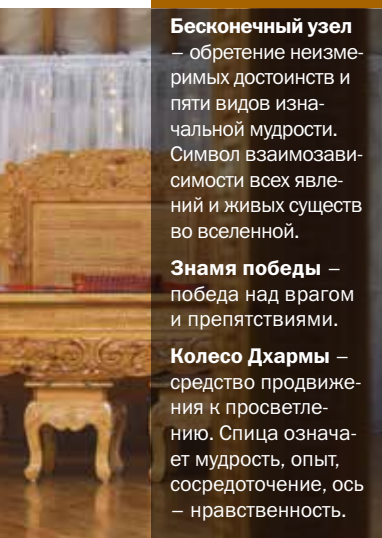 Бесконечный узел
– обретение неизме-
римых достоинств и
пяти видов изна-
чальной мудрости.
Символ взаимозави-
симости всех явле-
ний и живых существ
во вселенной.
Знамя победы –
победа над врагом
и препятствиями.
Колесо Дхармы –
средство продвиже-
ния к просветле-
нию. Спица означа-
ет мудрость, опыт,
сосредоточение, ось
– нравственность.